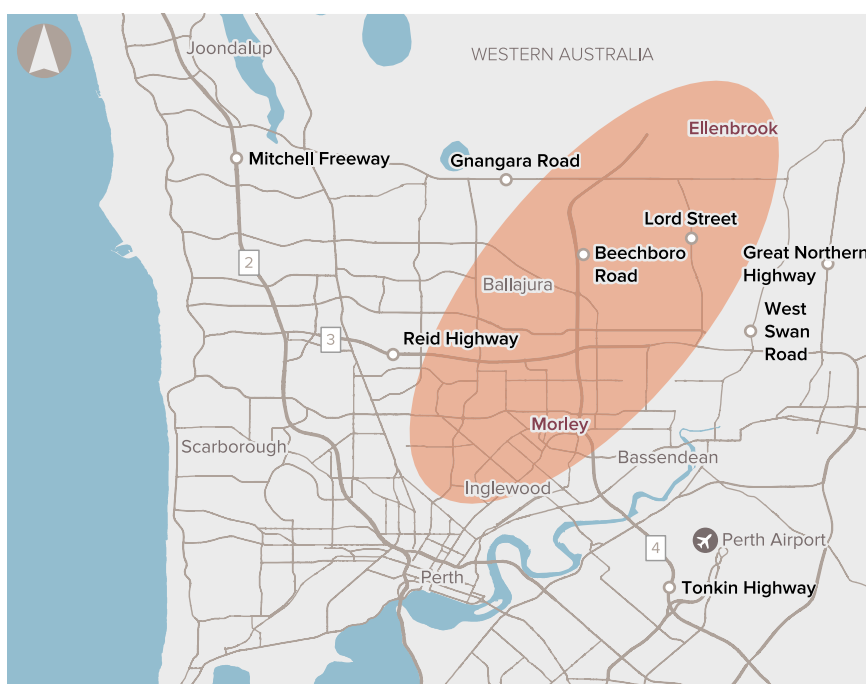 Joondalup
WESTERN AUSTRALIA
Ellenbrook
Mitchell Freeway
Gnangara Road
Lord Street
Beechboro
Road
Great Northern
Highway
2
Ballajura
West
Swan
Road
3
Reid Highway
Morley
Scarborough
Bassendean
Inglewood
4
Perth Airport
Perth
Tonkin Highway